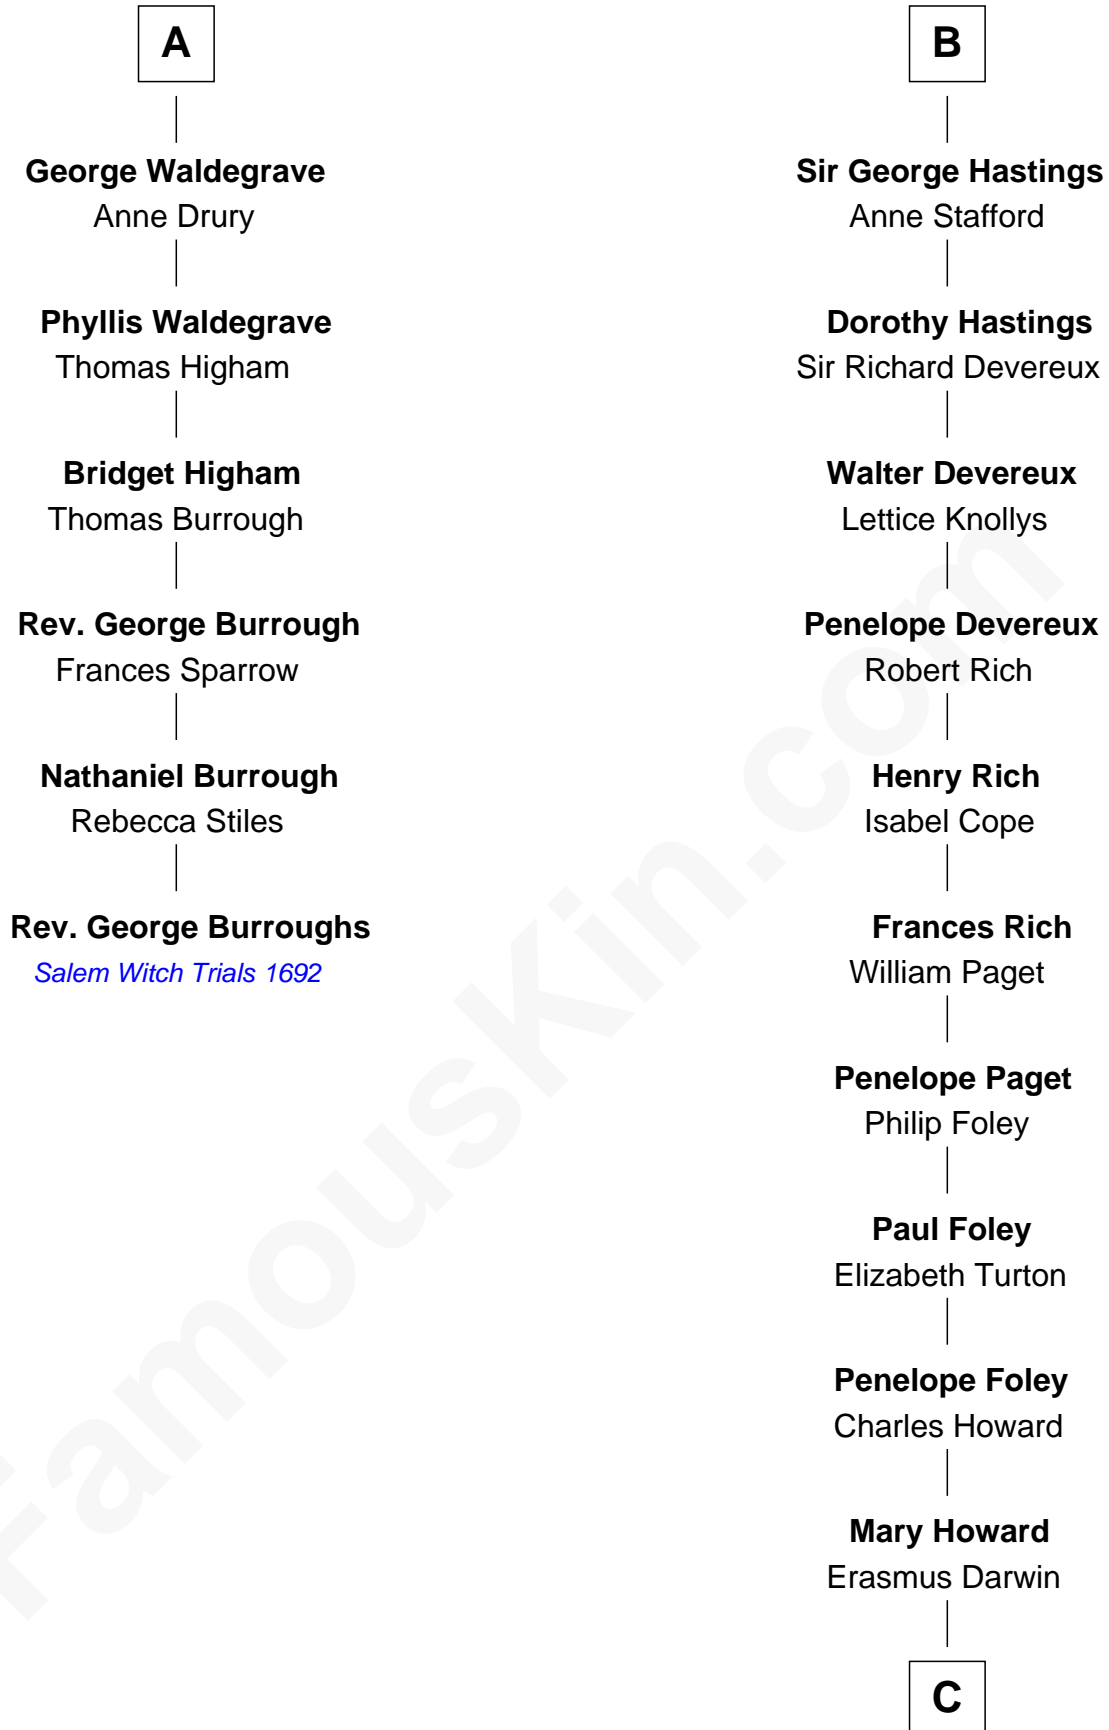 A
George Waldegrave
Anne Drury
Phyllis Waldegrave
Thomas Higham
Bridget Higham
Thomas Burrough
Rev. George Burrough
Frances Sparrow
Nathaniel Burrough
Rebecca Stiles
Rev. George Burroughs
Salem Witch Trials 1692
B
Sir George Hastings
Anne Stafford
Dorothy Hastings
Sir Richard Devereux
Walter Devereux
Lettice Knollys
Penelope Devereux
Robert Rich
Henry Rich
Isabel Cope
Frances Rich
William Paget
Penelope Paget
Philip Foley
Paul Foley
Elizabeth Turton
Penelope Foley
Charles Howard
Mary Howard
Erasmus Darwin
C
FamousKin.com